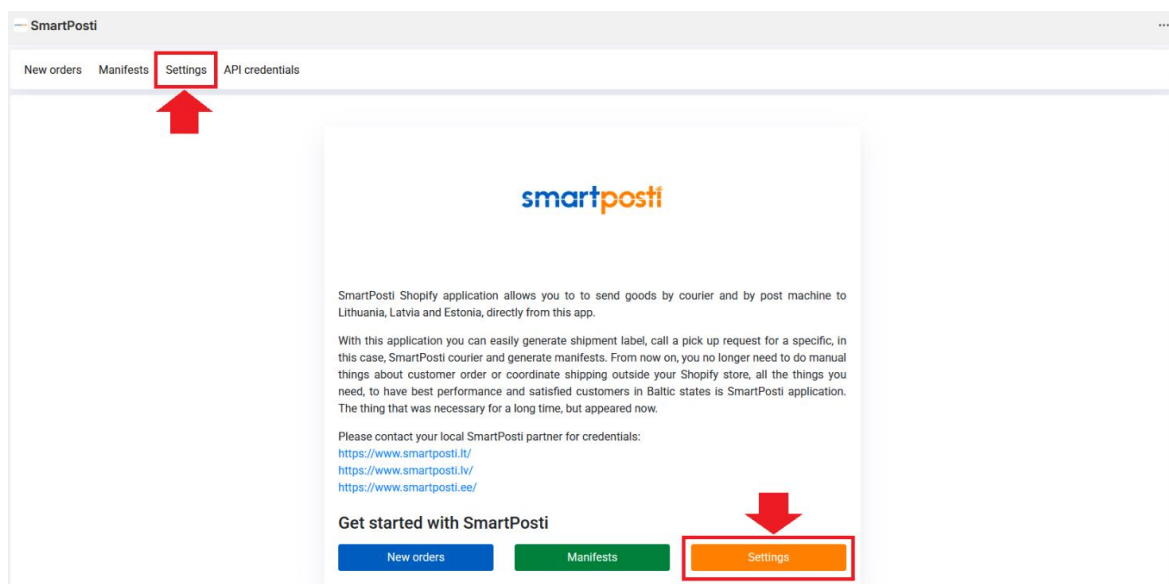 SmartPosti
New orders Manifests Settings API credentials
smartposti
SmartPosti Shopify application allows you to to send goods by courier and by post machine to
Lithuania, Latvia and Estonia, directly from this app.
With this application you can easily generate shipment label, call a pick up request for a specific, in
this case, SmartPosti courier and generate manifests. From now on, you no longer need to do manual
things about customer order or coordinate shipping outside your Shopify store, all the things you
need, to have best performance and satisfied customers in Baltic states is SmartPosti application.
The thing that was necessary for a long time, but appeared now.
Please contact your local SmartPosti partner for credentials:
https://www.smartposti.lt/
https://www.smartposti.lv/
https://www.smartposti.ee/
Get started with SmartPosti
New orders Manifests Settings